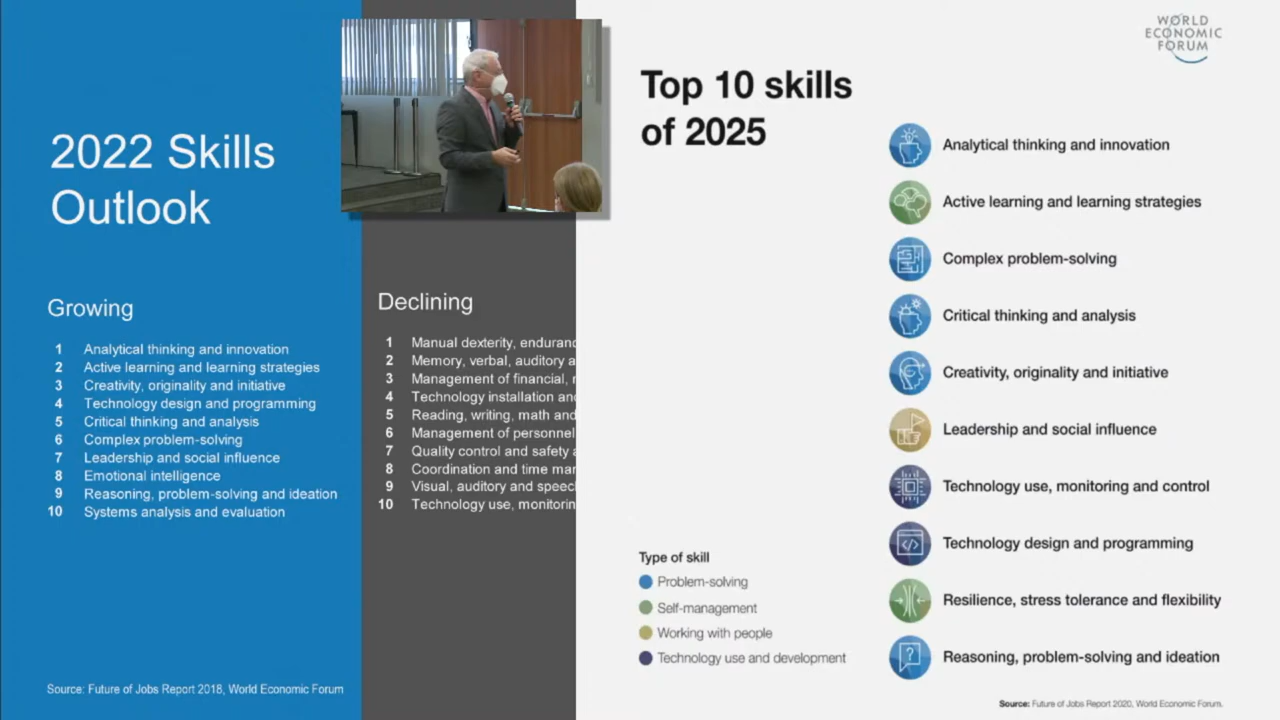 2022 Skills
Outlook
Growing
1 Analytical thinking and innovation
2 Active learning and learning strategies
3 Creativity, originality and initiative
4 Technology design and programming
5 Critical thinking and analysis
6 Complex problem-solving
7 Leadership and social influence
8 Emotional intelligence
9 Reasoning, problem-solving and ideation
10 Systems analysis and evaluation
Source: Future of Jobs Report 2018, World Economic Forum
Declining
1 Manual dexterity,
2 Memory, verbal, auditory
3 Management of financial,
4 Technology installation
5 Reading, writing, math and
6 Management of personnel
7 Quality control and safety
8 Coordination and time
9 Visual, auditory and
10 Technology use,
WORLD
ECONOMIC
FORUM
Top 10 skills
of 2025
Analytical thinking and innovation
Active learning and learning strategies
Complex problem-solving
Critical thinking and analysis
Creativity, originality and initiative
Leadership and social influence
Technology use, monitoring and control
Technology design and programming
Resilience, stress tolerance and flexibility
Reasoning, problem-solving and ideation
Type of skill
Problem-solving
Self-management
Working with people
Technology use and development
Source: Future of Jobs Report 2020, World Economic Forum.